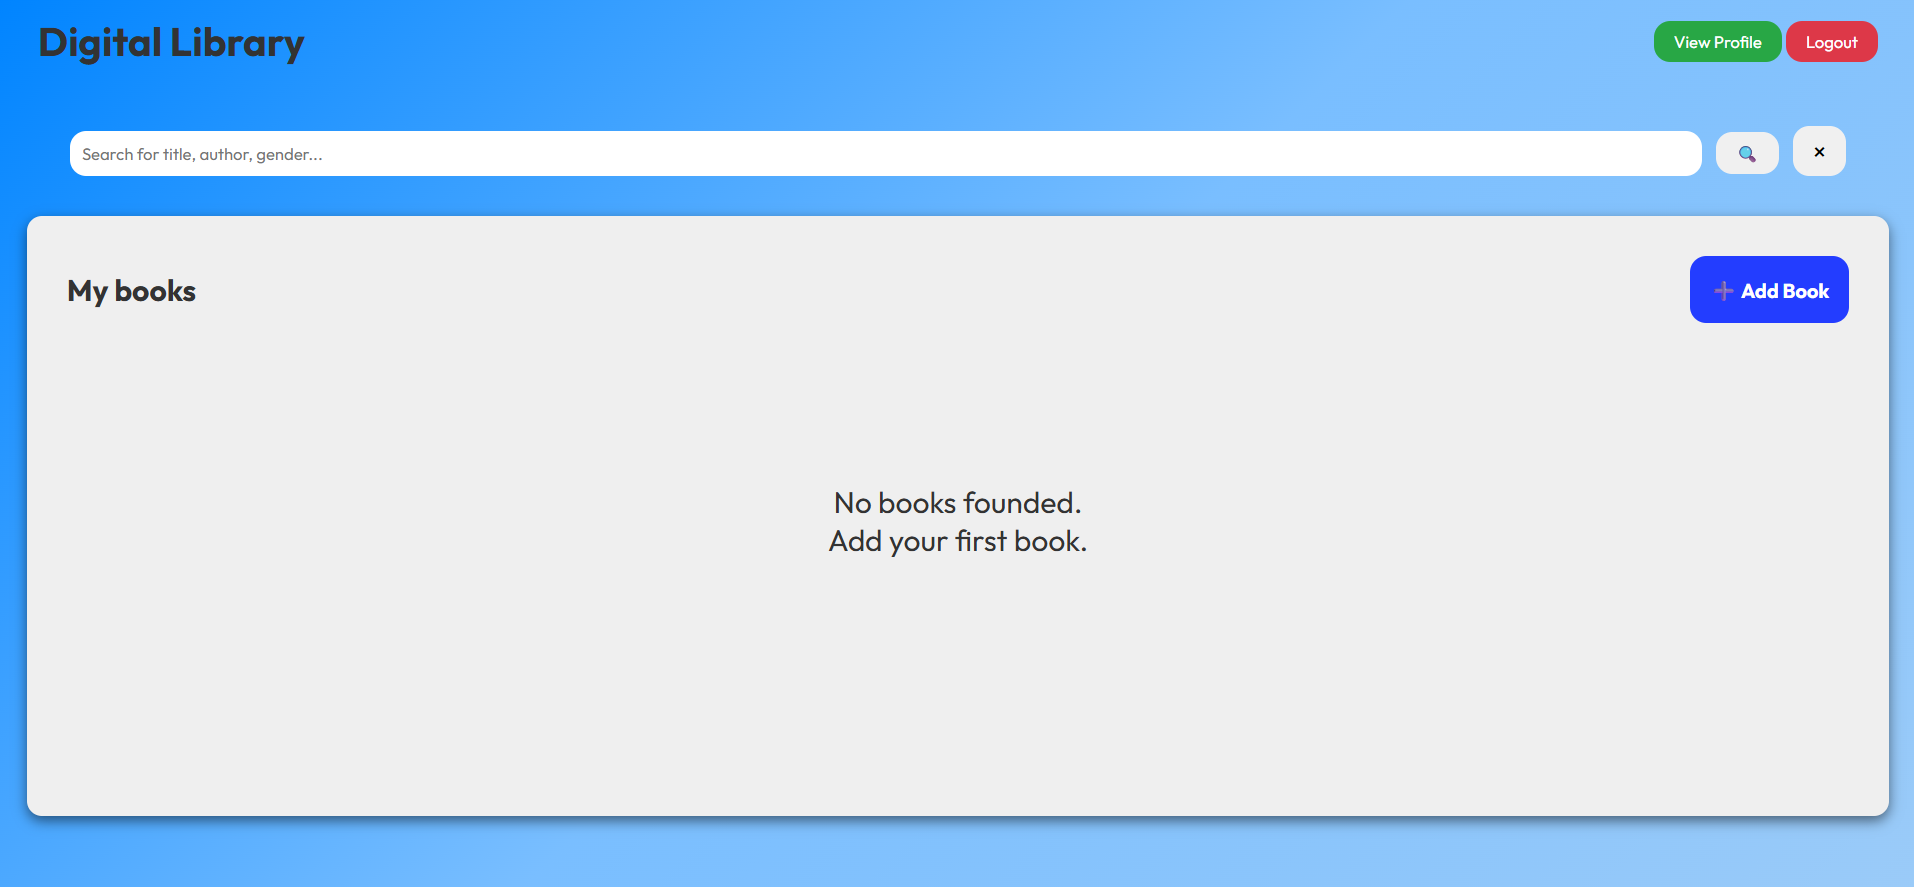 Digital Library
View Profile
Logout
Search for title, author, gender...
My books
Add Book
No books founded.
Add your first book.